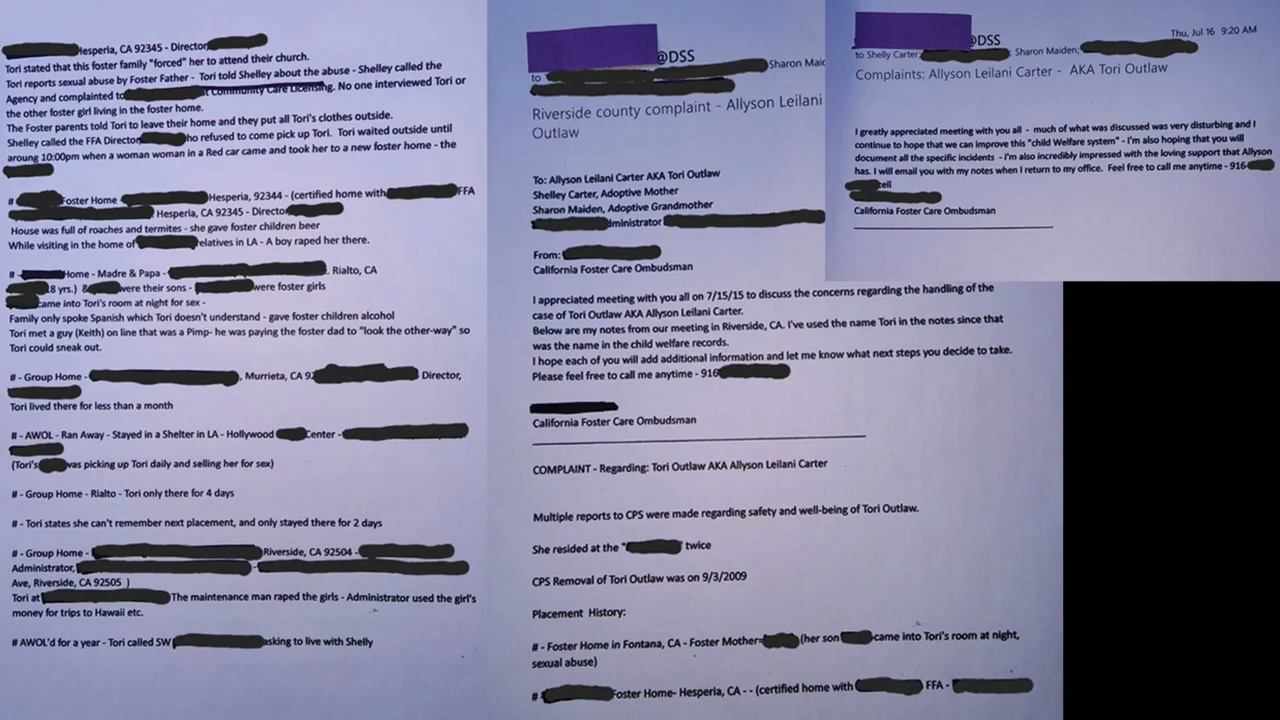 Hesperia, CA 92345 - Director
Tori stated that this foster family "forced" her to attend their church.
Tori reports sexual abuse by Foster Father - Tori told Shelley about the abuse - Shelley called the
Agency and complainted to Community Care Licensing. No one interviewed Tori or
the other foster girl living in the foster home.
The Foster parents told Tori to leave their home and they put all Tori's clothes outside.
Shelley called the FFA Director ho refused to come pick up Tori. Tori waited outside until
aroung 10:00pm when a woman woman in a Red car came and took her to a new foster home - the
# Foster Home Hesperia, 92344 - (certified home with FFA
Hesperia, CA 92345 - Director
House was full of roaches and termites - she gave foster children beer
While visiting in the home of elatives in LA - A boy raped her there.
# - Home - Madre & Papa - . Rialto, CA
8 yrs.) & were their sons - were foster girls
ame into Tori's room at night for sex -
Family only spoke Spanish which Tori doesn't understand - gave foster children alcohol
Tori met a guy (Keith) on line that was a Pimp- he was paying the foster dad to "look the other-way" so
Tori could sneak out.
# - Group Home - , Murrieta, CA 9 Director,
Tori lived there for less than a month
# - AWOL - Ran Away - Stayed in a Shelter in LA - Hollywood Center -
(Tori's was picking up Tori daily and selling her for sex)
# - Group Home - Rialto - Tori only there for 4 days
# - Tori states she can't remember next placement, and only stayed there for 2 days
# - Group Home - Riverside, CA 92504 -
Administrator, -
Ave, Riverside, CA 92505 )
Tori at The maintenance man raped the girls - Administrator used the girl's
money for trips to Hawaii etc.
# AWOL'd for a year - Tori called SW asking to live with Shelly
@DSS
to Sharon Maid
Riverside county complaint - Allyson Leilani
Outlaw
To: Allyson Leilani Carter AKA Tori Outlaw
Shelley Carter, Adoptive Mother
Sharon Maiden, Adoptive Grandmother
dministrator
From:
California Foster Care Ombudsman
I appreciated meeting with you all on 7/15/15 to discuss the concerns regarding the handling of the
case of Tori Outlaw AKA Allyson Leilani Carter.
Below are my notes from our meeting in Riverside, CA. I've used the name Tori in the notes since that
was the name in the child welfare records.
I hope each of you will add additional information and let me know what next steps you decide to take.
Please feel free to call me anytime - 916
California Foster Care Ombudsman
COMPLAINT - Regarding: Tori Outlaw AKA Allyson Leilani Carter
Multiple reports to CPS were made regarding safety and well-being of Tori Outlaw.
She resided at the " " twice
CPS Removal of Tori Outlaw was on 9/3/2009
Placement History:
# - Foster Home in Fontana, CA - Foster Mother= (her son came into Tori's room at night,
sexual abuse)
# Foster Home- Hesperia, CA - - (certified home with FFA -
@DSS
Thu, Jul 16 9:20 AM
to Shelly Carter, Sharon Maiden,
Complaints: Allyson Leilani Carter - AKA Tori Outlaw
I greatly appreciated meeting with you all - much of what was discussed was very disturbing and I
continue to hope that we can improve this "child Welfare system" - I'm also hoping that you will
document all the specific incidents - I'm also incredibly impressed with the loving support that Allyson
has. I will email you with my notes when I return to my office. Feel free to call me anytime - 916-
cell
California Foster Care Ombudsman